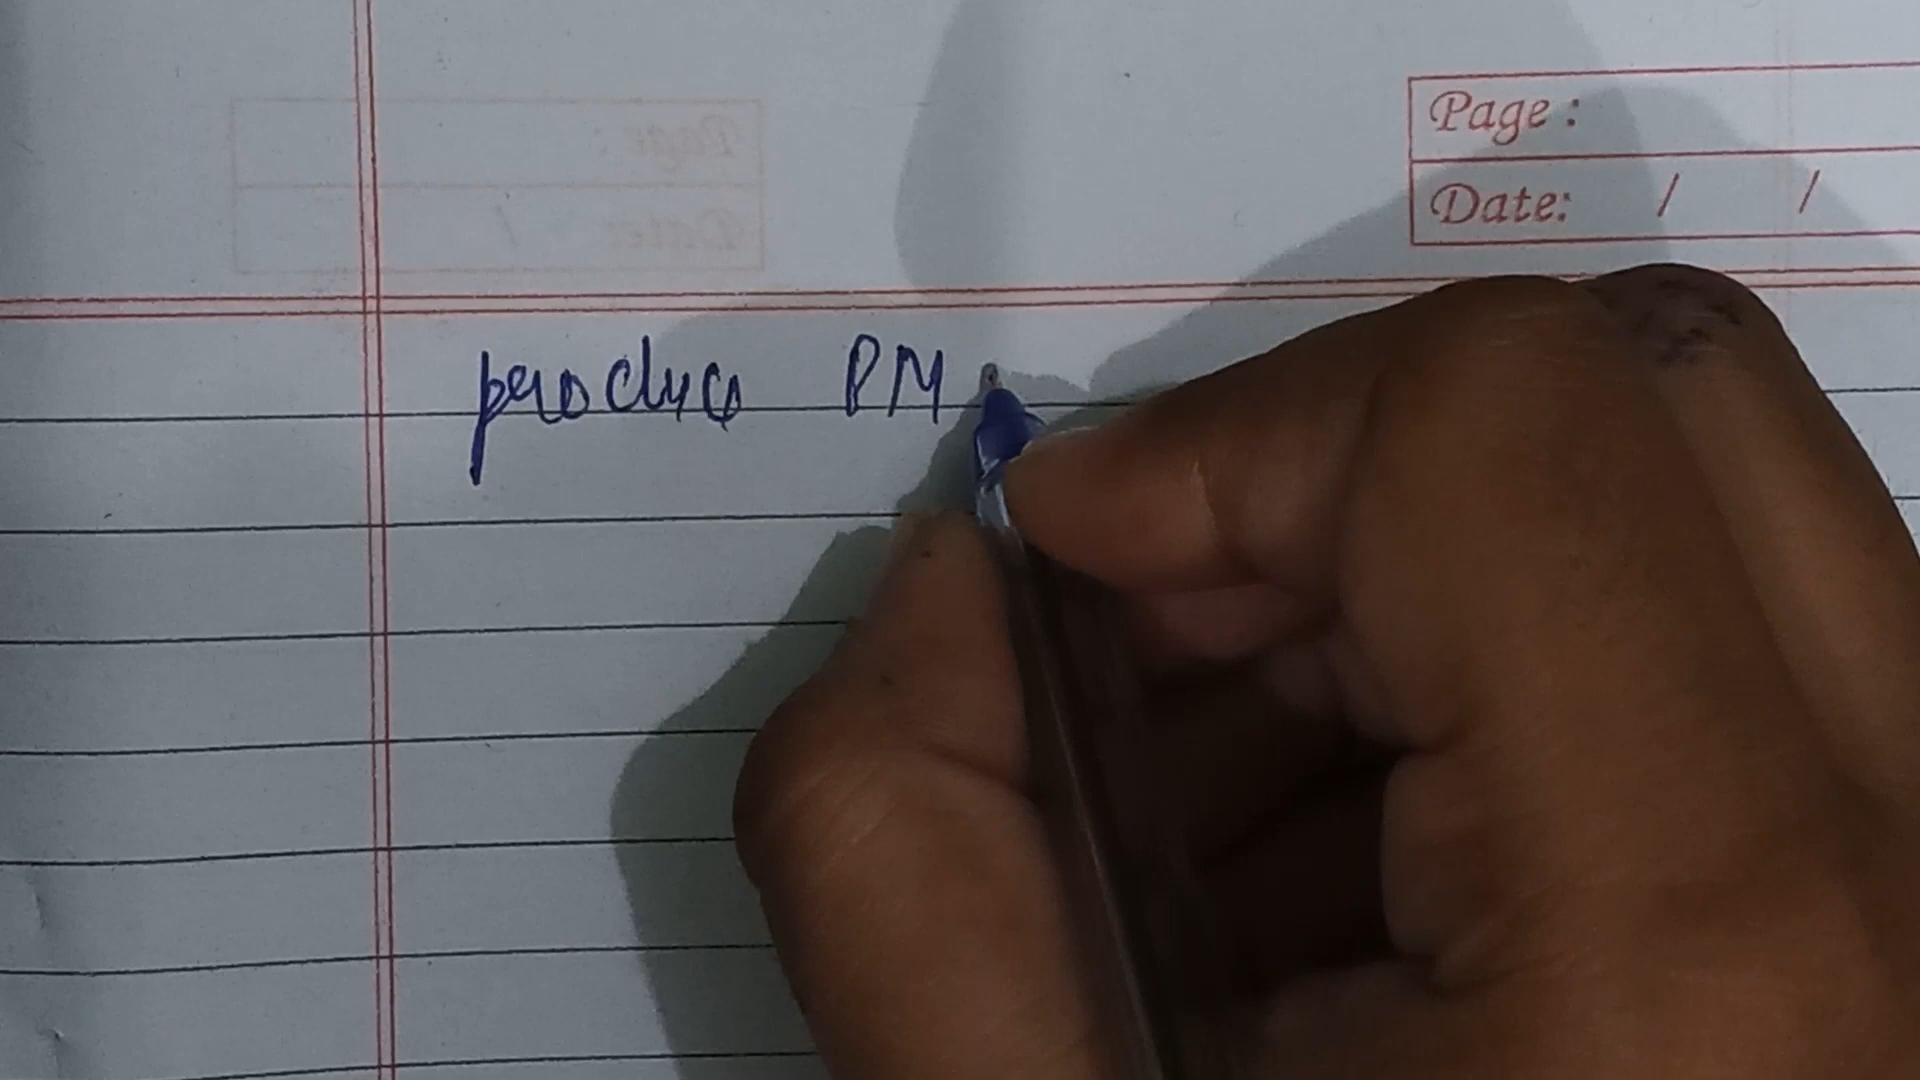 Page :
Date: / /
produce PM